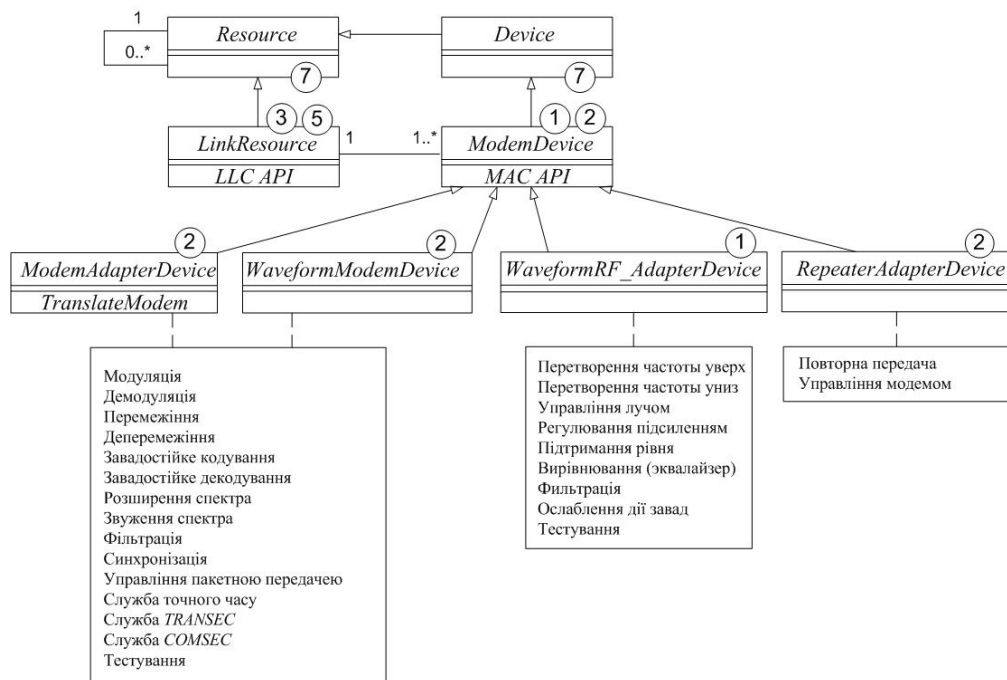 1
Resource
Device
0..*
7
7
3
5
1
2
LinkResource
1
1..*
ModemDevice
LLC API
MAC API
2
2
1
2
ModemAdapterDevice
WaveformModemDevice
WaveformRF_AdapterDevice
RepeaterAdapterDevice
TranslateModem
Модуляція
Демодуляція
Перемежіння
Деперемежіння
Завадостійке кодування
Завадостійке декодування
Розширення спектра
Звуження спектра
Фільтрація
Синхронізація
Управління пакетною передачею
Служба точного часу
Служба TRANSEC
Служба COMSEC
Тестування
Перетворення частоты уверх
Перетворення частоты униз
Управління лучом
Регулювання підсиленням
Підтримання рівня
Вирівнювання (эквалайзер)
Фильтрація
Ослаблення дії завад
Тестування
Повторна передача
Управління модемом